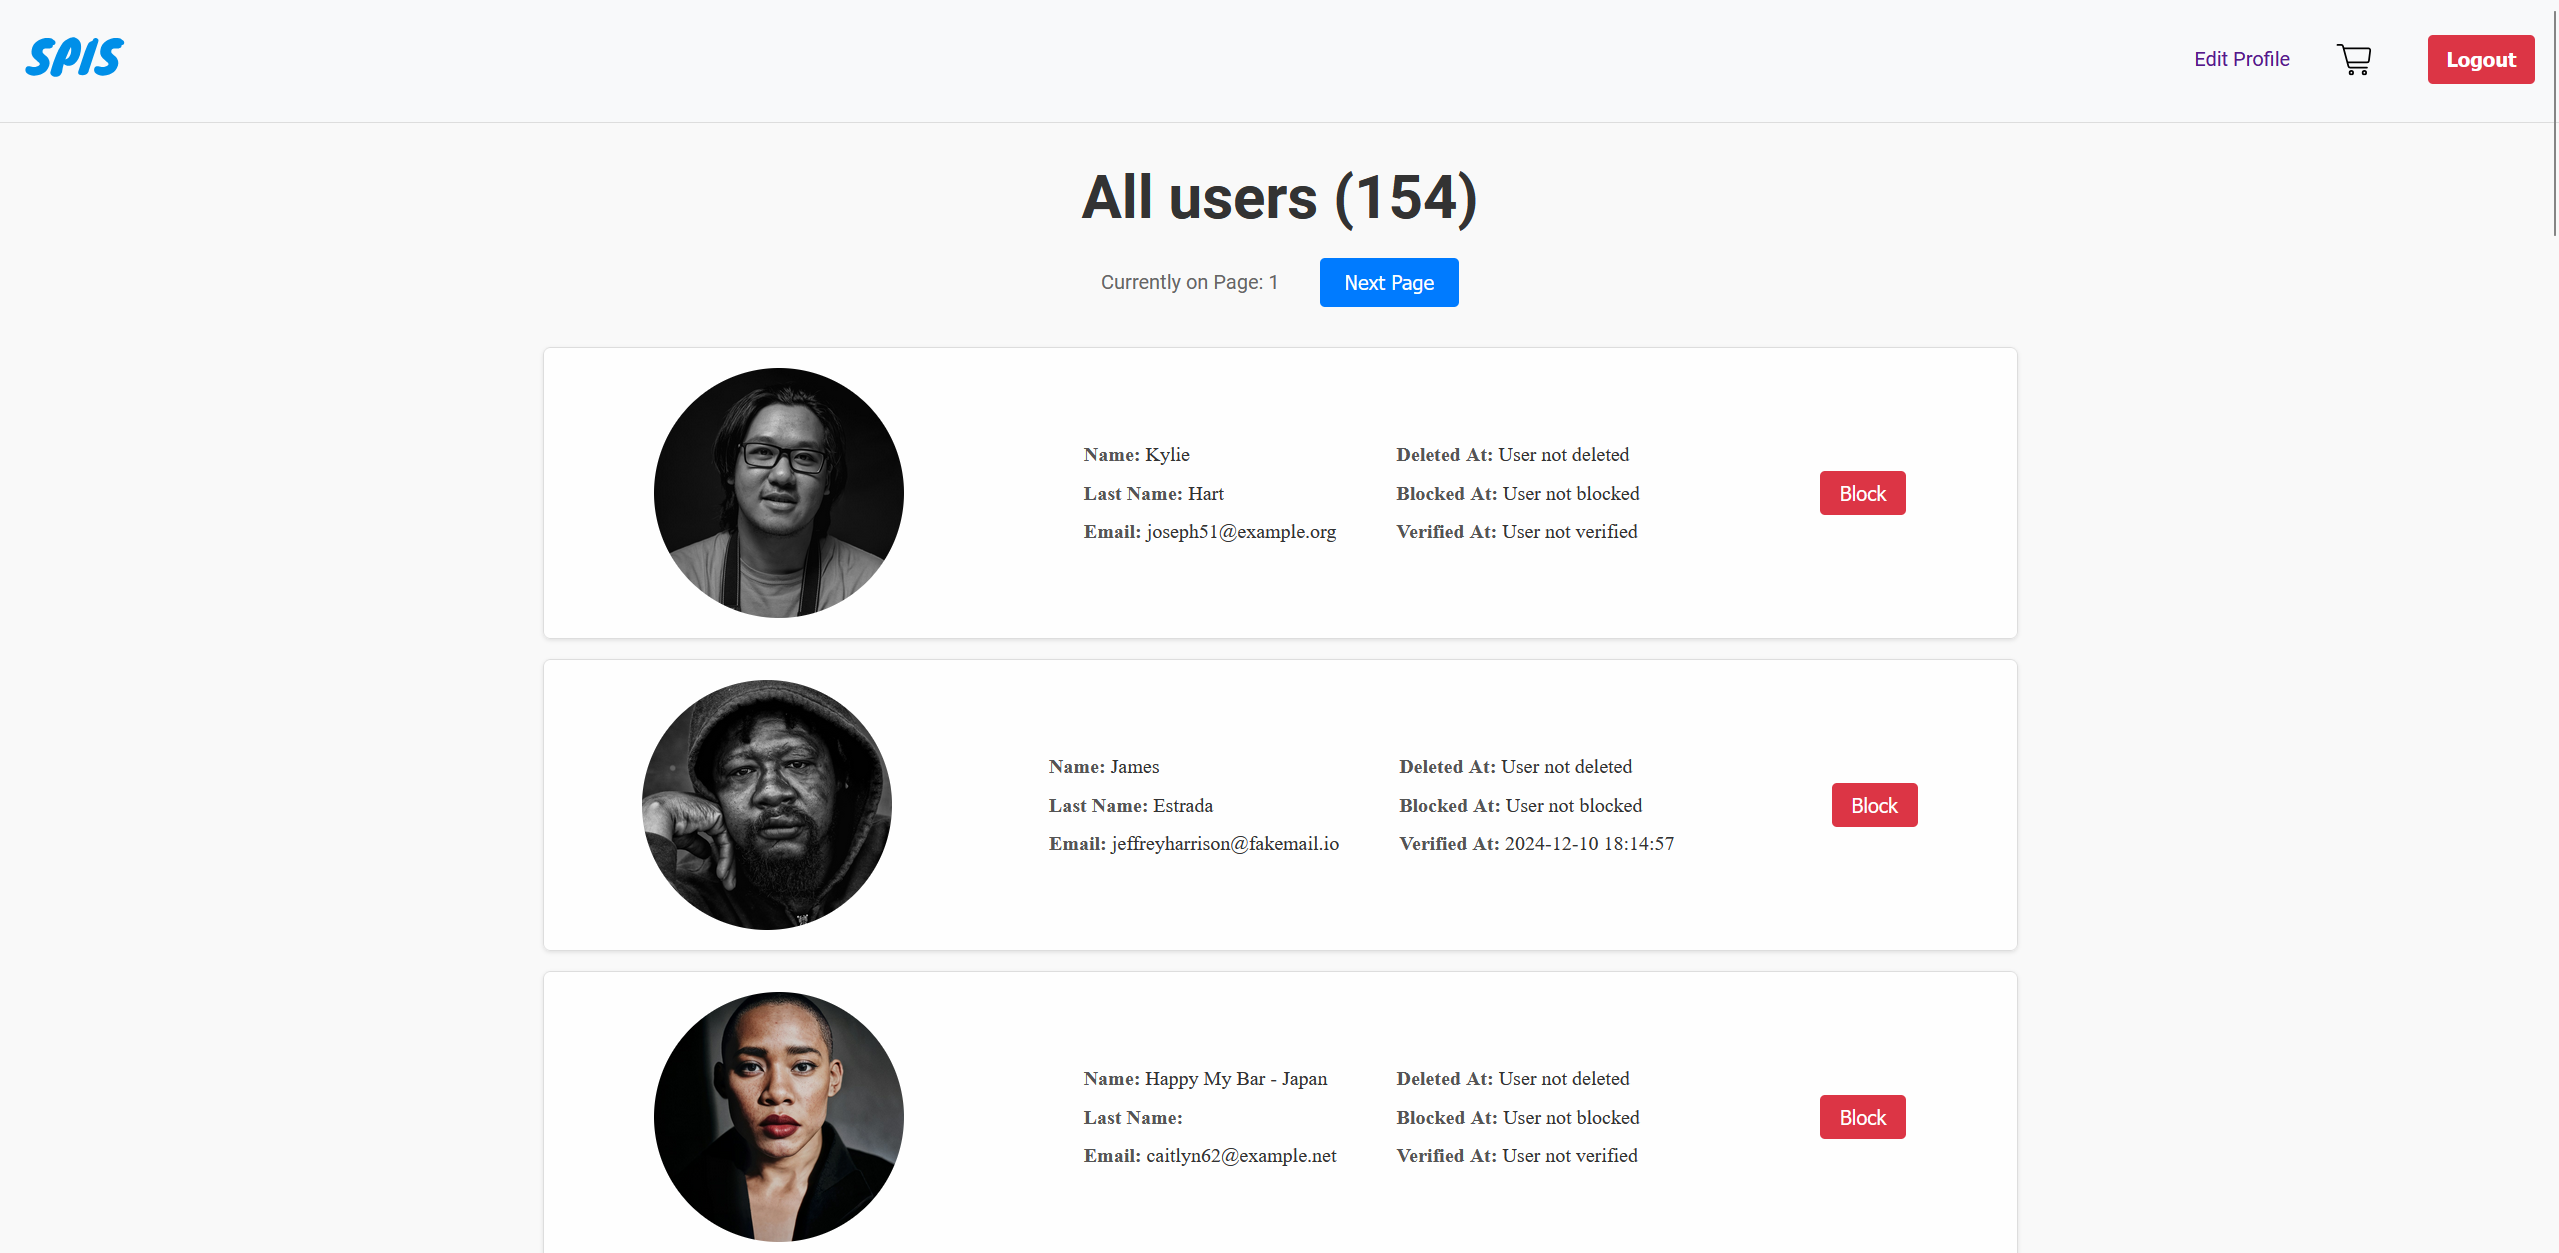 SPIS
Edit Profile
Logout
All users (154)
Currently on Page: 1
Next Page
Name: Kylie
Last Name: Hart
Email: joseph51@example.org
Deleted At: User not deleted
Blocked At: User not blocked
Verified At: User not verified
Block
Name: James
Last Name: Estrada
Email: jeffreyharrison@fakemail.io
Deleted At: User not deleted
Blocked At: User not blocked
Verified At: 2024-12-10 18:14:57
Block
Name: Happy My Bar - Japan
Last Name:
Email: caitlyn62@example.net
Deleted At: User not deleted
Blocked At: User not blocked
Verified At: User not verified
Block